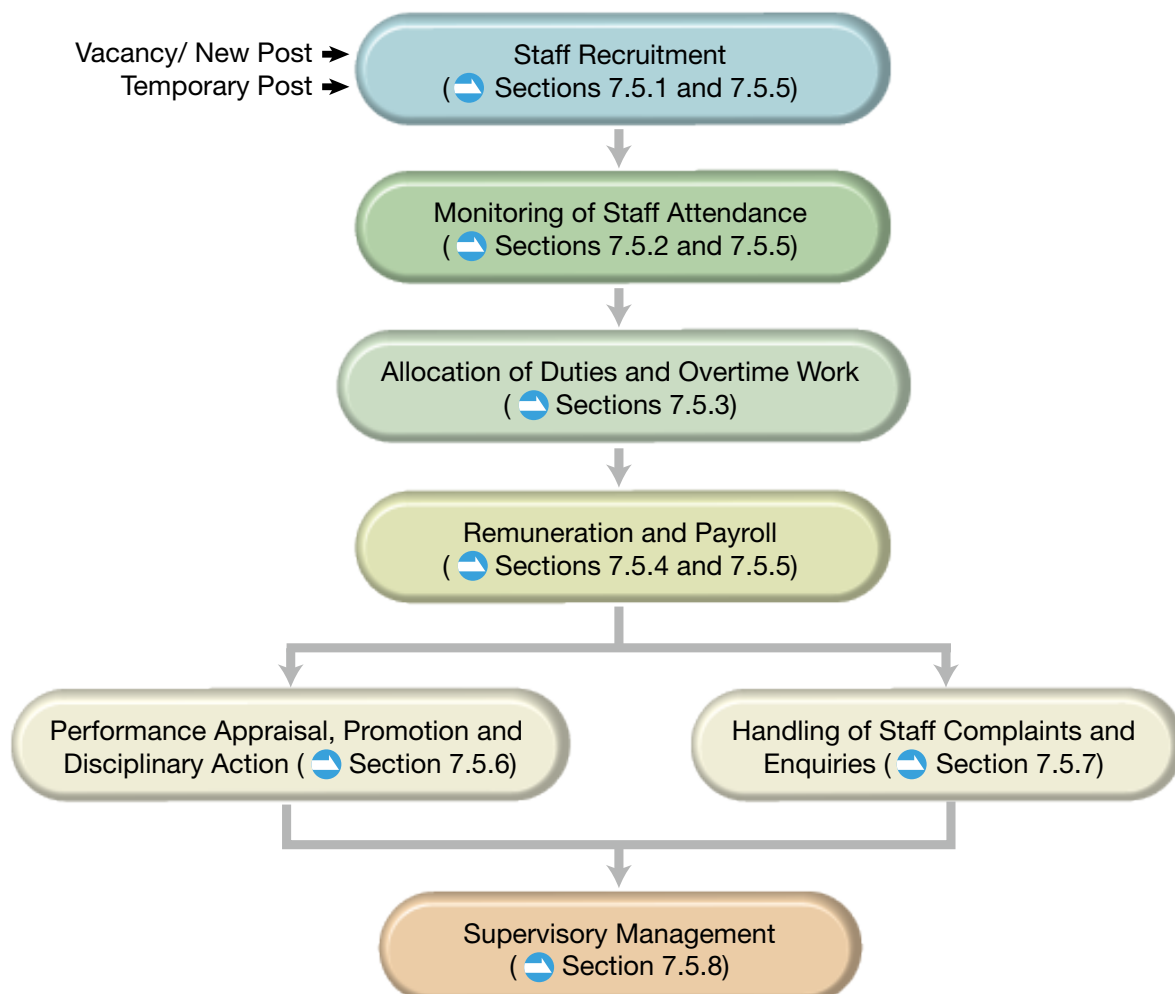 Vacancy/ New Post
Temporary Post
Staff Recruitment
( Sections 7.5.1 and 7.5.5)
Monitoring of Staff Attendance
( Sections 7.5.2 and 7.5.5)
Allocation of Duties and Overtime Work
( Sections 7.5.3)
Remuneration and Payroll
( Sections 7.5.4 and 7.5.5)
Performance Appraisal, Promotion and
Disciplinary Action ( Section 7.5.6)
Handling of Staff Complaints and
Enquiries ( Section 7.5.7)
Supervisory Management
( Section 7.5.8)